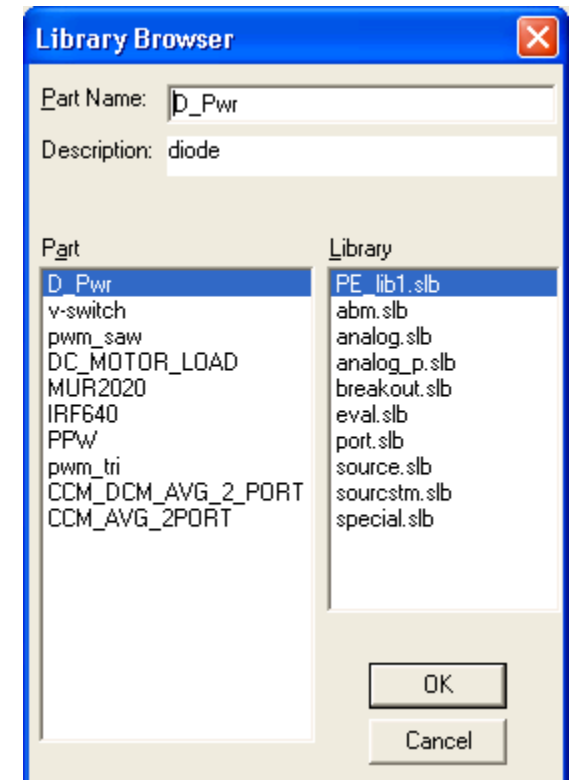 Library Browser
Part Name: D_Pwr
Description: diode
Part
D_Pwr
v-switch
pwm_saw
DC_MOTOR_LOAD
MUR2020
IRF640
PPW
pwm_tri
CCM_DCM_AVG_2_PORT
CCM_AVG_2PORT
Library
PE_lib1.slb
abm.slb
analog.slb
analog_p.slb
breakout.slb
eval.slb
port.slb
source.slb
sourcstm.slb
special.slb
OK
Cancel